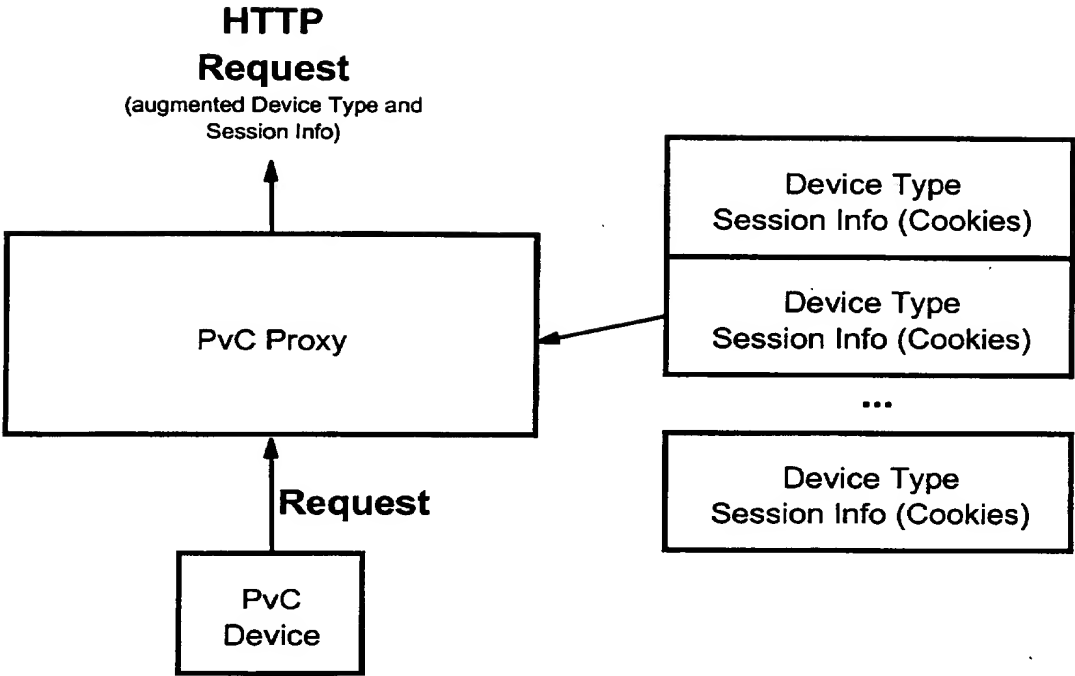 HTTP
Request
(augmented Device Type and
Session Info)
Device Type
Session Info (Cookies)
Device Type
Session Info (Cookies)
PvC Proxy
...
Device Type
Session Info (Cookies)
Request
PvC
Device